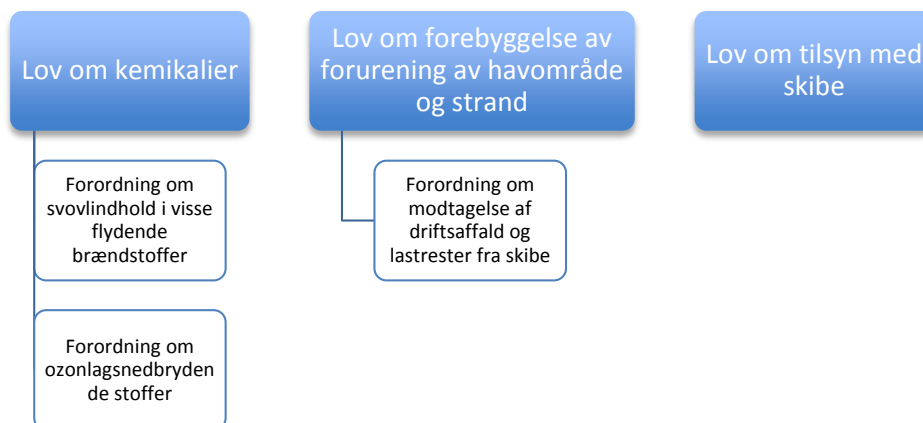 Lov om kemikalier
Forordning om
svovlindhold i visse
flydende
brændstoffer
Forordning om
ozonlagsnedbryden
de stoffer
Lov om forebyggelse av
forurening av havområde
og strand
Forordning om
modtagelse af
driftsaffald og
lastrester fra skibe
Lov om tilsyn med
skibe